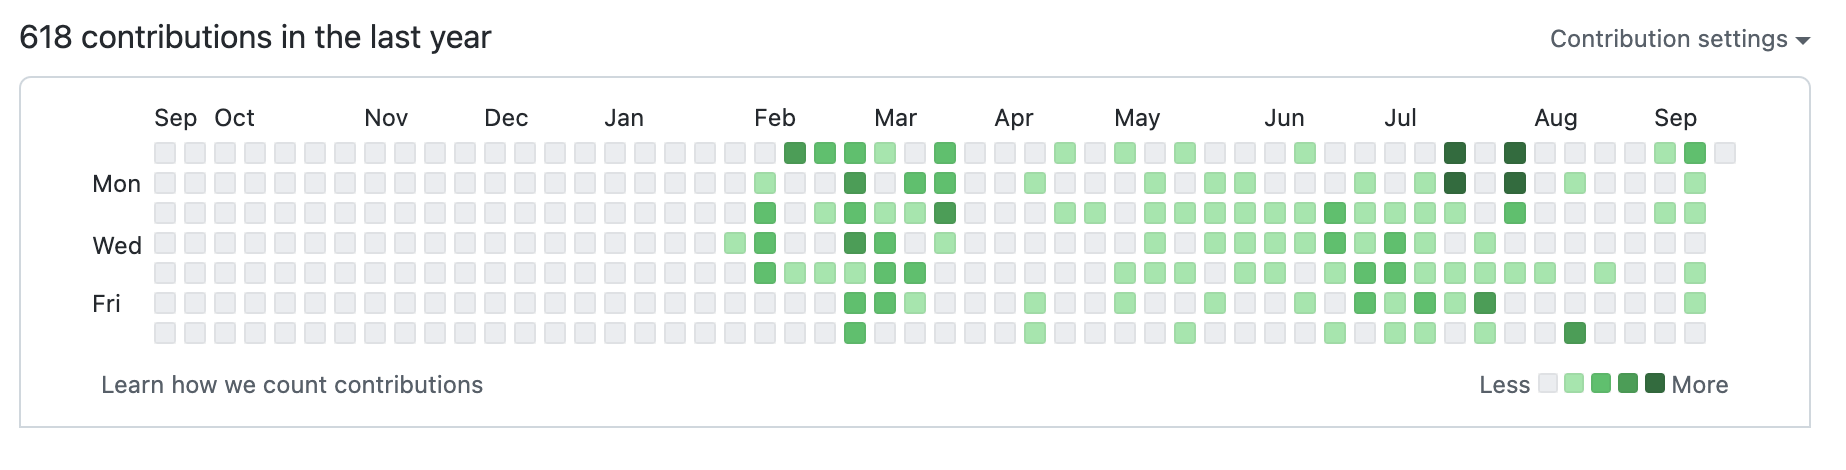 618 contributions in the last year
Contribution settings
Sep Oct Nov Dec Jan Feb Mar Apr May Jun Jul Aug Sep
Mon
Wed
Fri
Learn how we count contributions
Less More